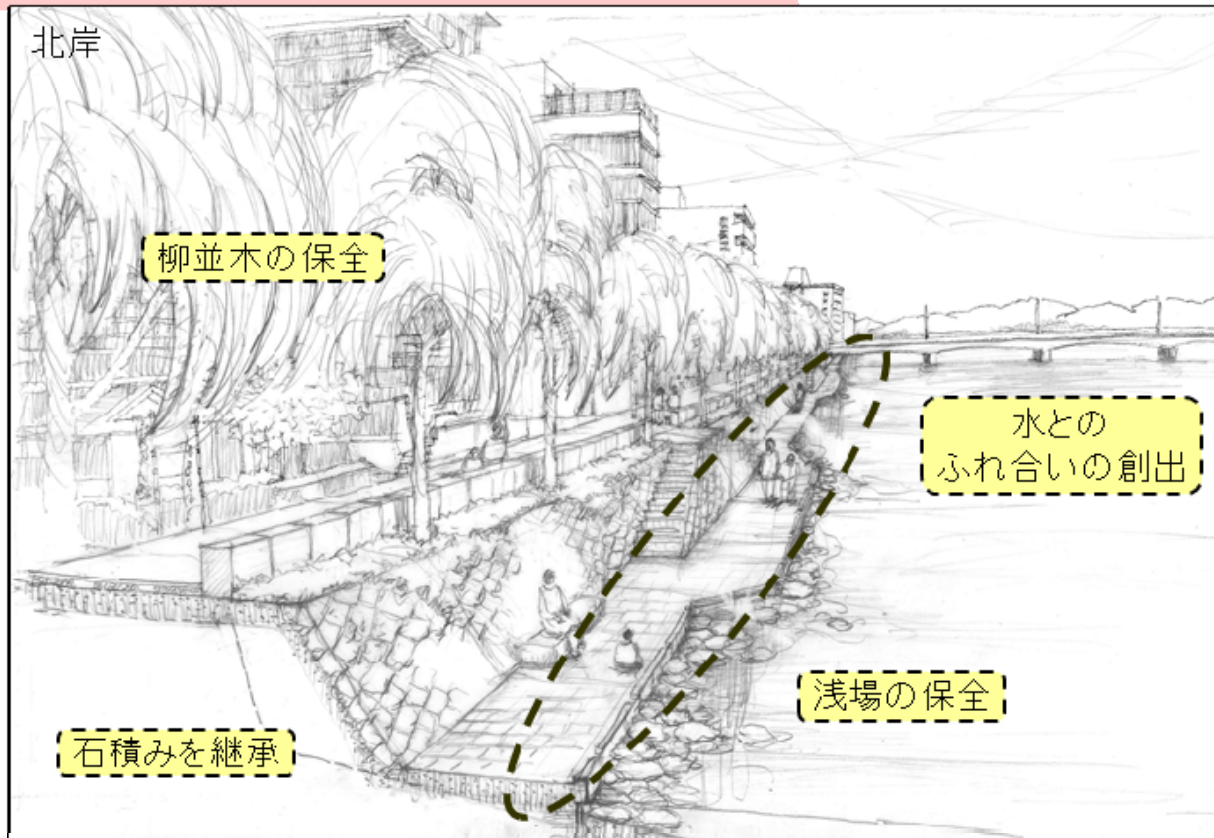 北岸
柳並木の保全
水との
ふれ合いの創出
浅場の保全
石積みを継承